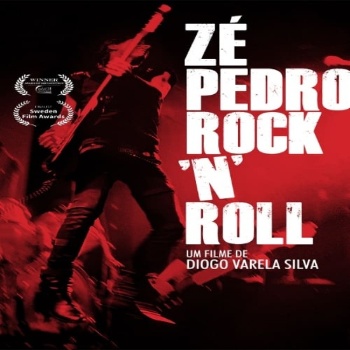 ZÉ
PEDRO
ROCK
'N'
ROLL
UM FILME DE
DIOGO VARELA SILVA
WINNER
Sweden
Film Awards